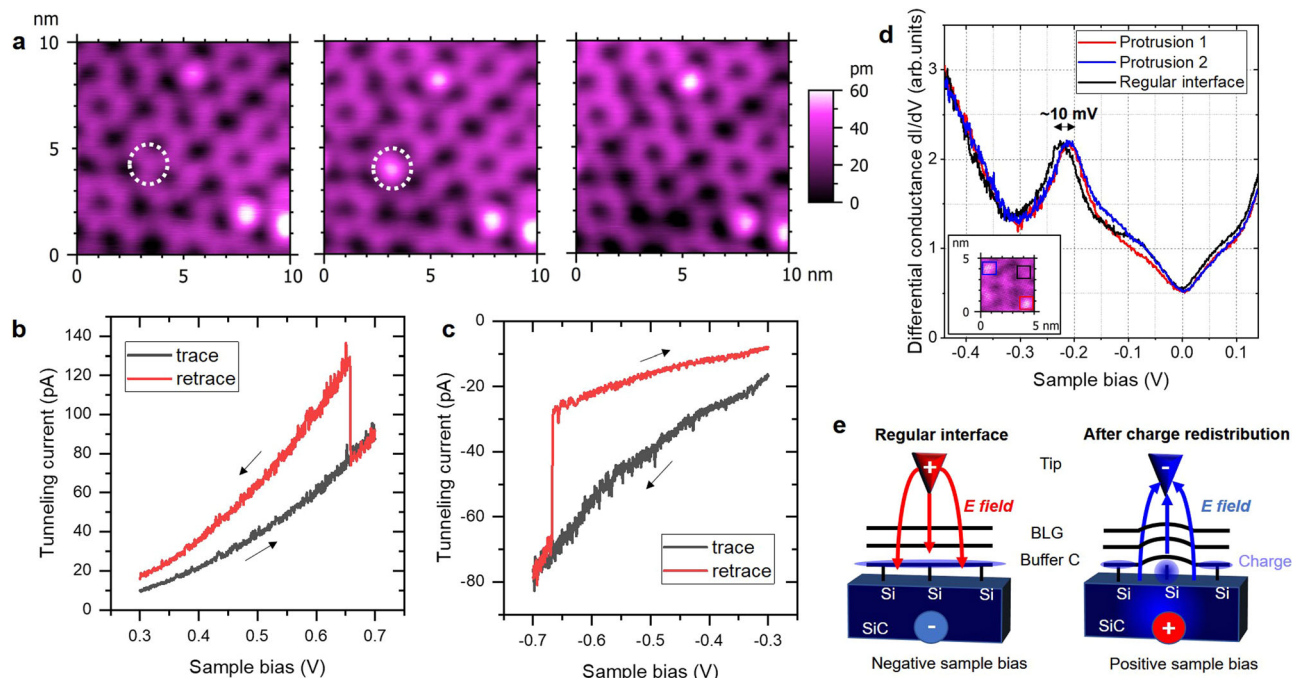 a
nm
10
5
0
0
5
10
0
5
10
0
5
10
nm
pm
60
40
20
0
b
Tunneling current (pA)
140
120
100
80
60
40
20
0
trace
retrace
0.3
0.4
0.5
0.6
0.7
Sample bias (V)
c
Tunneling current (pA)
0
-20
-40
-60
-80
trace
retrace
-0.7
-0.6
-0.5
-0.4
-0.3
Sample bias (V)
d
Differential conductance dI/dV (arb.units)
3
2
1
0
Protrusion 1
Protrusion 2
Regular interface
~10 mV
nm
5
0
0
5 nm
-0.4
-0.3
-0.2
-0.1
0.0
0.1
Sample bias (V)
e
Regular interface
After charge redistribution
+
Tip
-
E field
E field
BLG
Buffer C
Charge
Si
Si
Si
Si
Si
Si
SiC
-
SiC
+
Negative sample bias
Positive sample bias